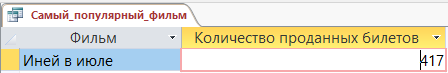 Самый_популярный_фильм
Фильм Количество проданных билетов
Иней в июле 417